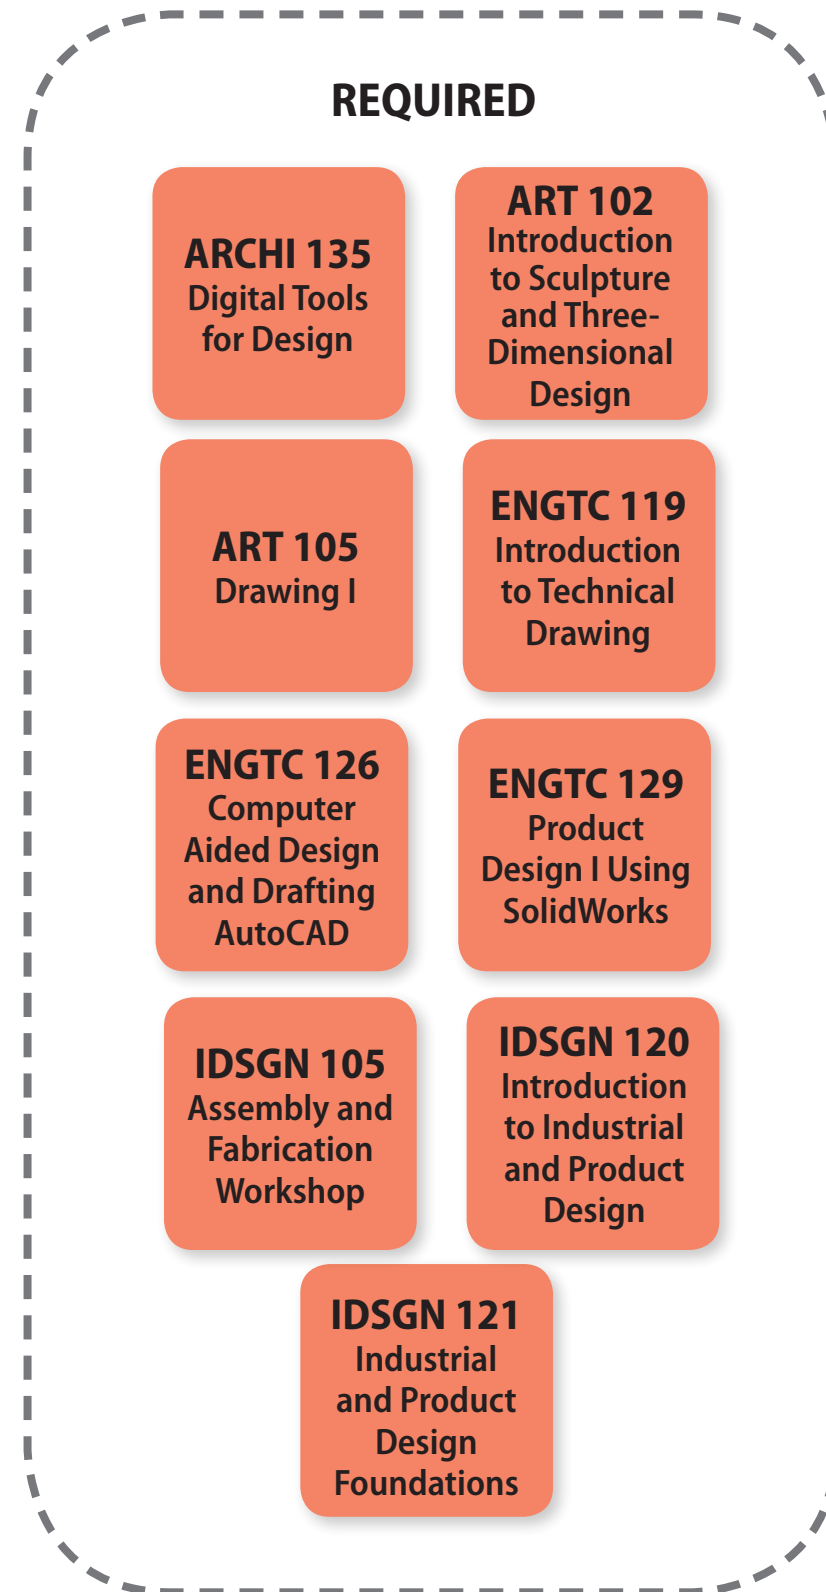 REQUIRED
ARCHI 135
Digital Tools
for Design
ART 102
Introduction
to Sculpture
and Three-
Dimensional
Design
ART 105
Drawing I
ENGTC 119
Introduction
to Technical
Drawing
ENGTC 126
Computer
Aided Design
and Drafting
AutoCAD
ENGTC 129
Product
Design I Using
SolidWorks
IDSGN 105
Assembly and
Fabrication
Workshop
IDSGN 120
Introduction
to Industrial
and Product
Design
IDSGN 121
Industrial
and Product
Design
Foundations